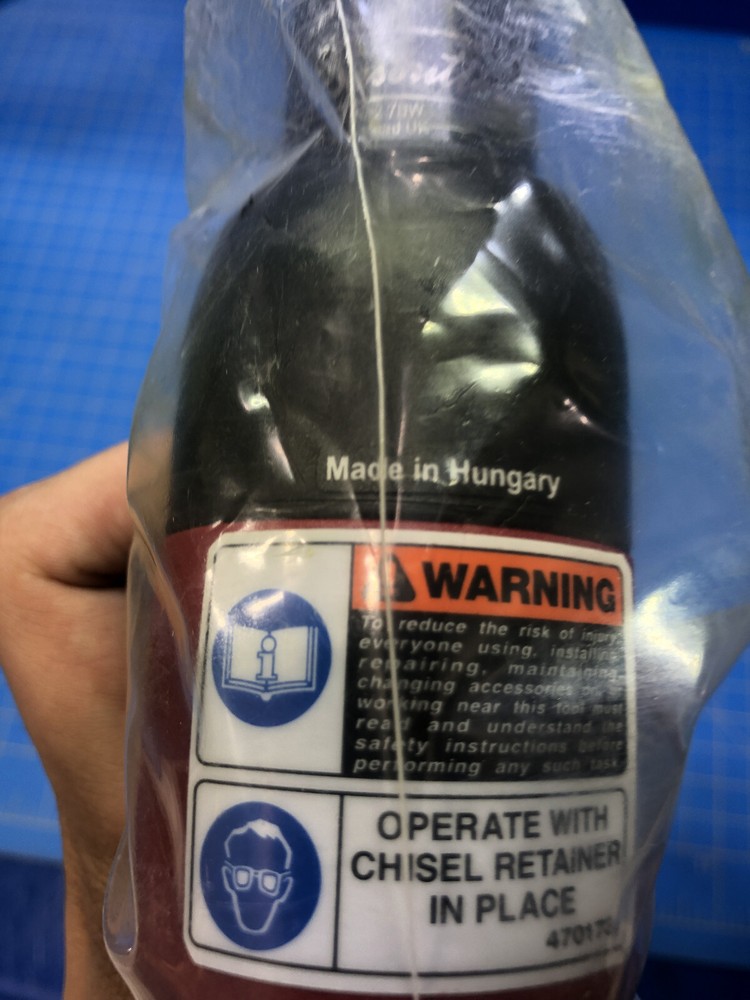 Made in Hungary
WARNING
To reduce the risk of injury,
everyone using, installing,
repairing, maintaining,
changing accessories on,
working near this tool must
read and understand the
safety instructions before
performing any such task.
i
OPERATE WITH
CHISEL RETAINER
IN PLACE